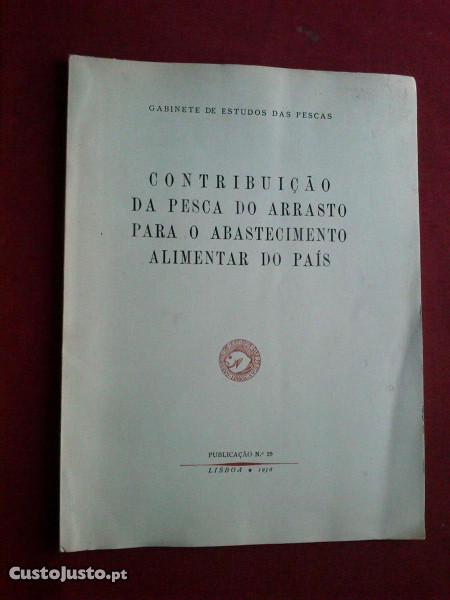 GABINETE DE ESTUDOS DAS PESCAS
CONTRIBUIÇÃO
DA PESCA DO ARRASTO
PARA O ABASTECIMENTO
ALIMENTAR DO PAÍS
PUBLICAÇÃO N.º 29
LISBOA • 1956
CustoJusto.pt